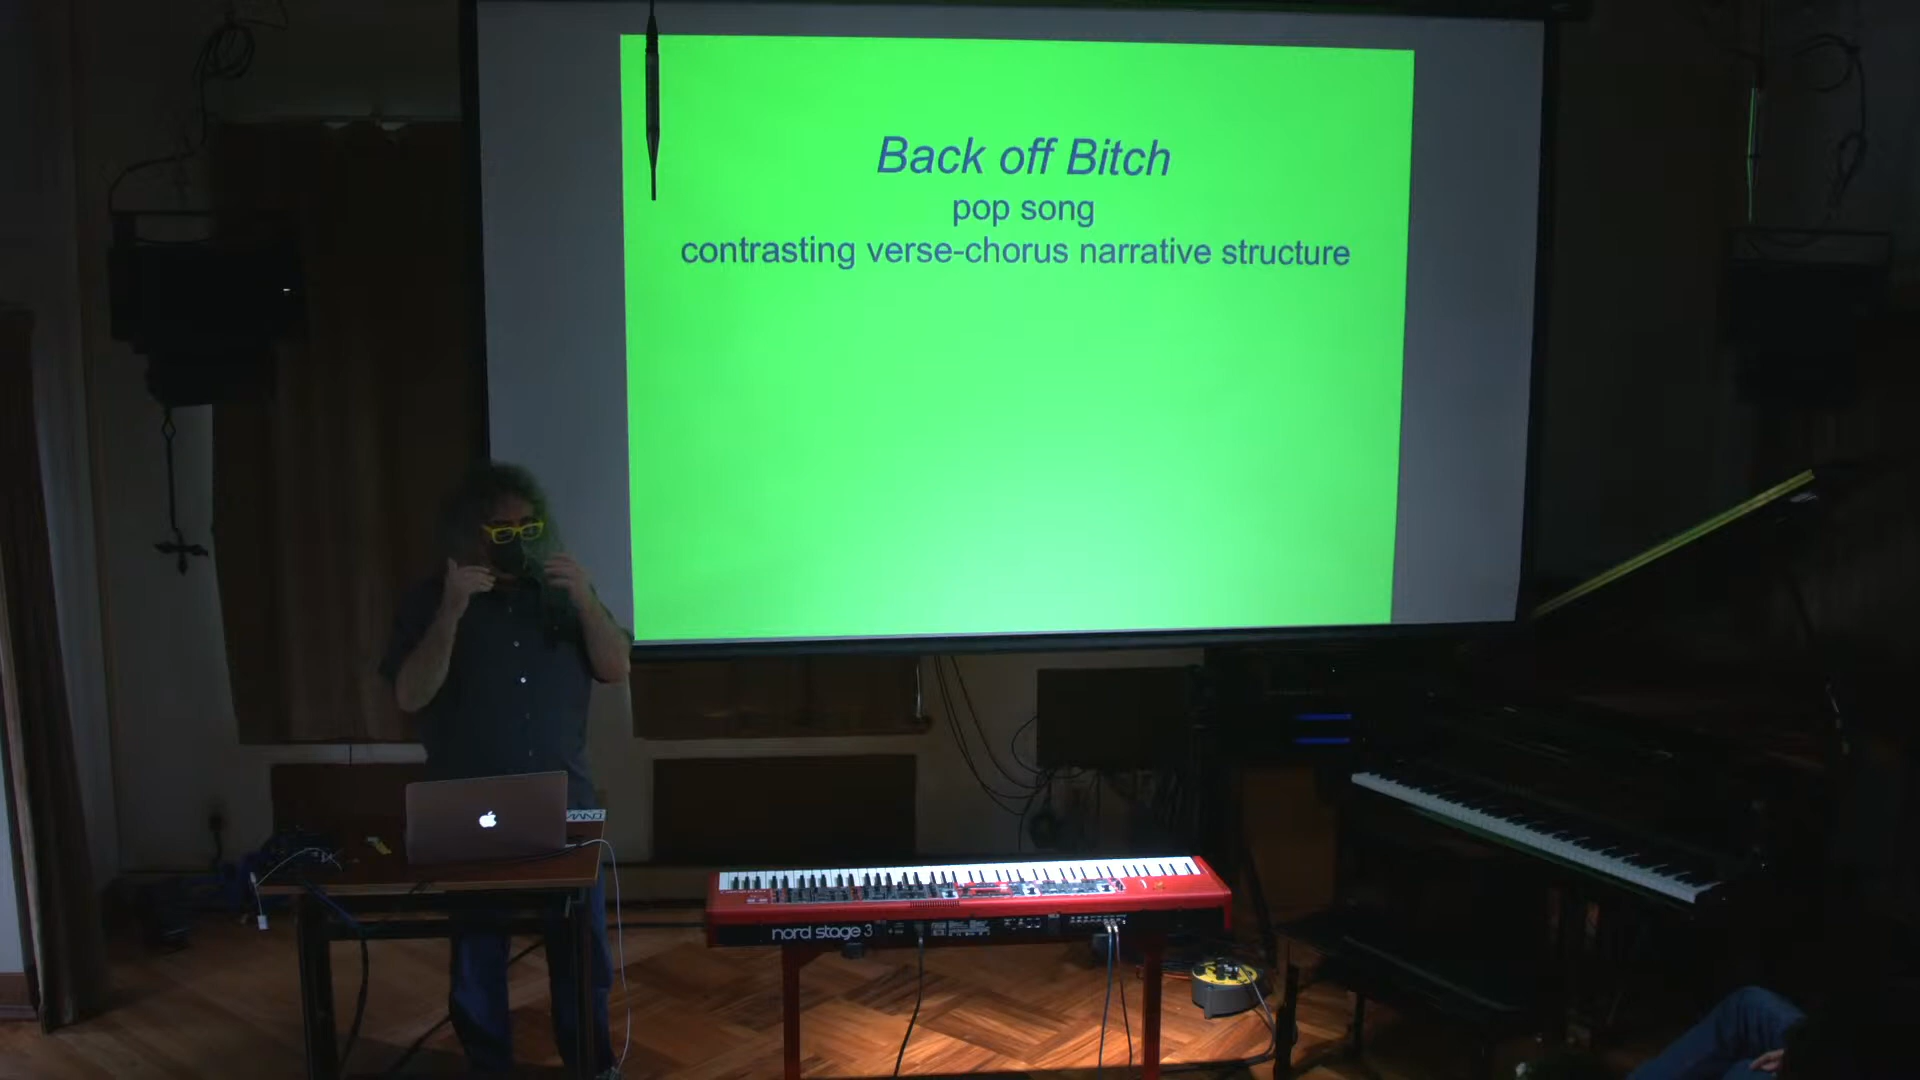 Back off Bitch
pop song
contrasting verse-chorus narrative structure
nord stage 3